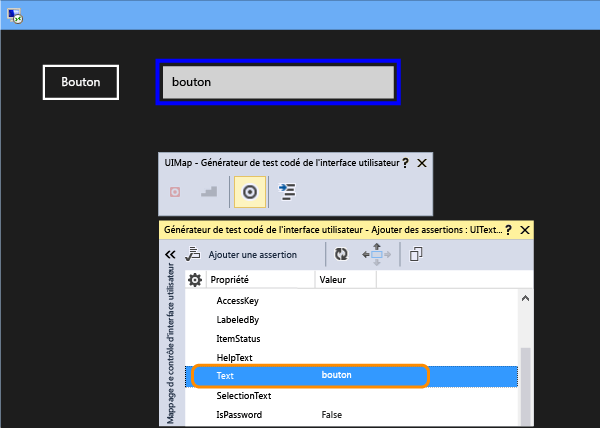 Bouton
bouton
UIMap - Générateur de test codé de l'interface utilisateur ?
Générateur de test codé de l'interface utilisateur - Ajouter des assertions : UIText... ?
Ajouter une assertion
Mappage de contrôle d'interface utilisateur
Propriété Valeur
AccessKey
LabeledBy
ItemStatus
HelpText
Text bouton
SelectionText
IsPassword False